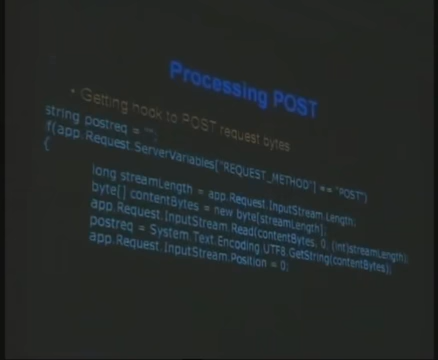 Processing POST
• Getting hook to POST request bytes
string postreq = "";
if(app.Request.ServerVariables["REQUEST_METHOD"] == "POST")
{
long streamLength = app.Request.InputStream.Length;
byte[] contentBytes = new byte[streamLength];
app.Request.InputStream.Read(contentBytes, 0, (int)streamLength);
postreq = System.Text.Encoding.UTF8.GetString(contentBytes);
app.Request.InputStream.Position = 0;